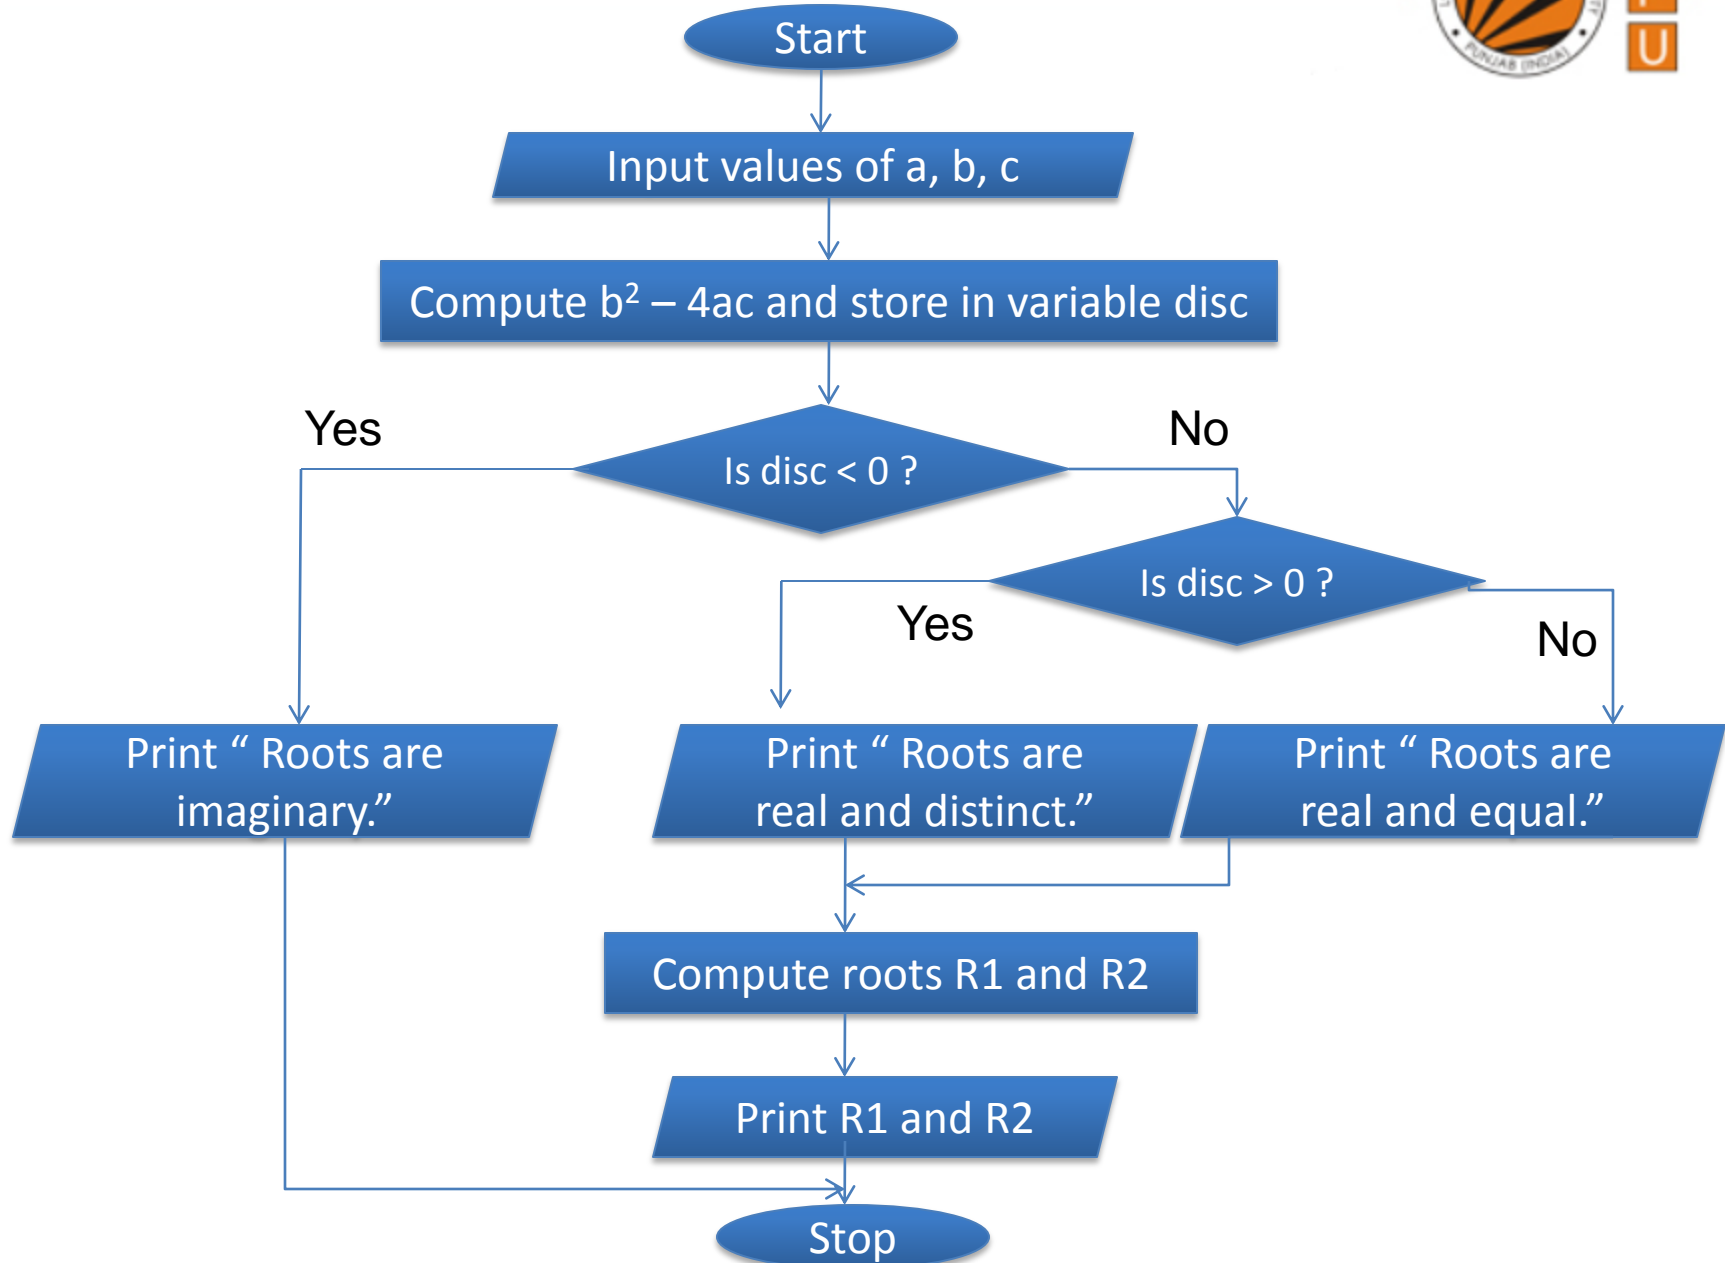 Start
PUNJAB (INDIA)
U
Input values of a, b, c
Compute b² – 4ac and store in variable disc
Yes
No
Is disc < 0 ?
Is disc > 0 ?
Yes
No
Print “ Roots are
imaginary.”
Print “ Roots are
real and distinct.”
Print “ Roots are
real and equal.”
Compute roots R1 and R2
Print R1 and R2
Stop